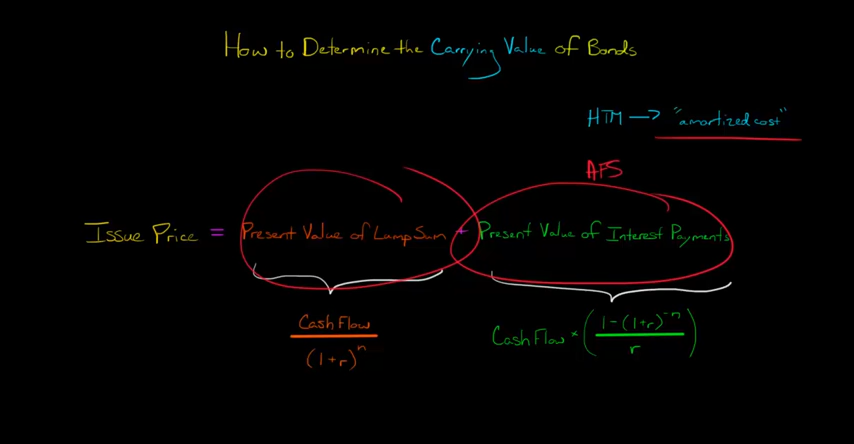 How to Determine the Carrying Value of Bonds
HTM → "amortized cost"
AFS
Issue Price = Present Value of Lump Sum + Present Value of Interest Payments
Cash Flow / (1+r)^n
Cash Flow * ((1-(1+r)^-n) / r)